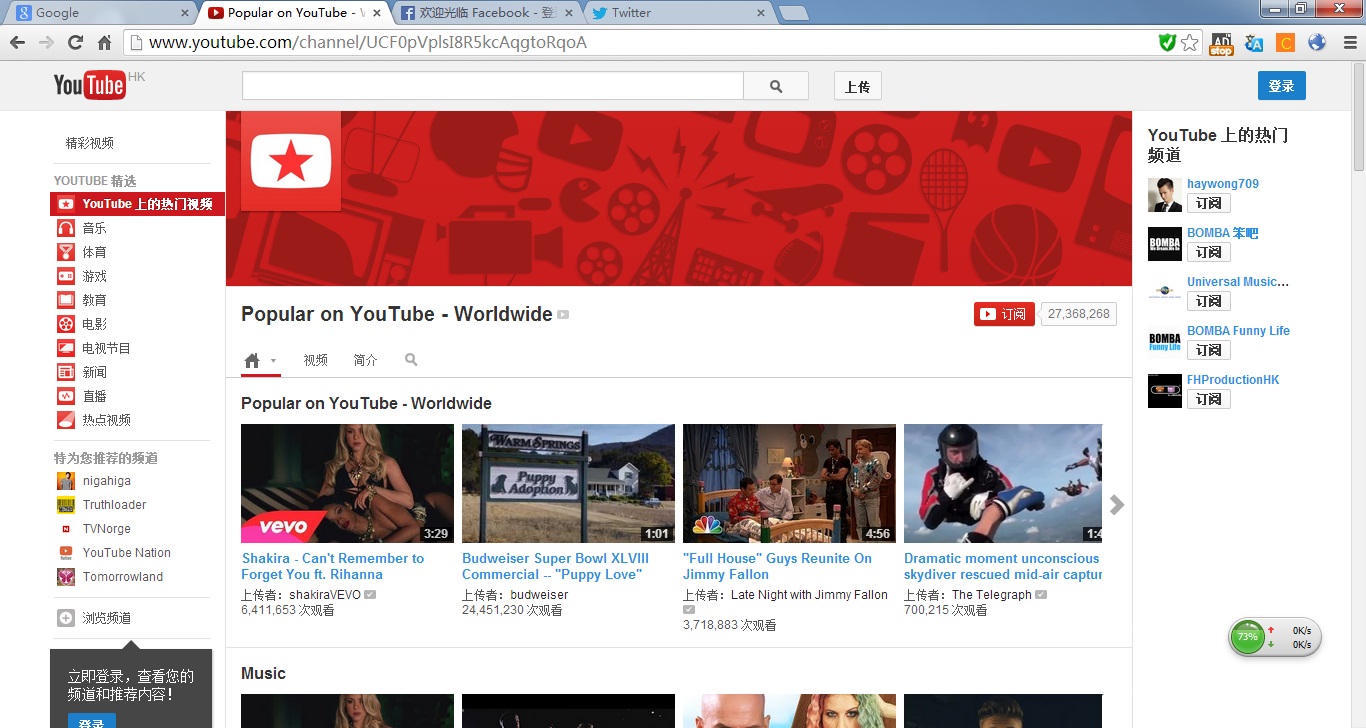 Google
Popular on YouTube -
欢迎光临 Facebook - 登
Twitter
www.youtube.com/channel/UCF0pVplsI8R5kcAqgtoRqoA
AD
stop
C
YouTube HK
上传
登录
精彩视频
YOUTUBE 精选
YouTube 上的热门视频
音乐
体育
游戏
教育
电影
电视节目
新闻
直播
热点视频
特为您推荐的频道
nigahiga
Truthloader
TVNorge
YouTube Nation
Tomorrowland
浏览频道
立即登录，查看您的
频道和推荐内容！
登录
Popular on YouTube - Worldwide
订阅
27,368,268
视频
简介
Popular on YouTube - Worldwide
vevo
3:29
Shakira - Can't Remember to
Forget You ft. Rihanna
上传者：shakiraVEVO
6,411,653 次观看
WARM SPRINGS
Puppy
Adoption
1:01
Budweiser Super Bowl XLVIII
Commercial -- "Puppy Love"
上传者：budweiser
24,451,230 次观看
4:56
"Full House" Guys Reunite On
Jimmy Fallon
上传者：Late Night with Jimmy Fallon
3,718,883 次观看
1:4
Dramatic moment unconscious
skydiver rescued mid-air captur
上传者：The Telegraph
700,215 次观看
Music
YouTube 上的热门
频道
haywong709
订阅
BOMBA
BOMBA 笨吧
订阅
Universal Music...
订阅
BOMBA
Funny Life
BOMBA Funny Life
订阅
FHProductionHK
订阅
73%
0K/s
0K/s